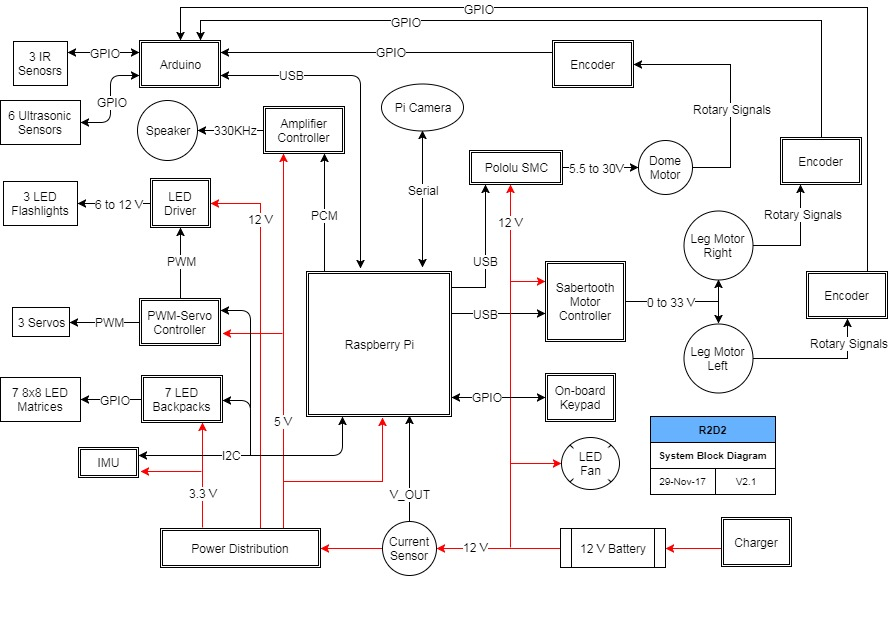 GPIO
GPIO
3 IR
Senosrs
GPIO
Arduino
GPIO
Encoder
USB
GPIO
6 Ultrasonic
Sensors
Speaker
330KHz
Amplifier
Controller
Pi Camera
Rotary Signals
Pololu SMC
5.5 to 30V
Dome
Motor
Encoder
3 LED
Flashlights
6 to 12 V
LED
Driver
12 V
PCM
Serial
12 V
Rotary Signals
Leg Motor
Right
PWM
USB
Sabertooth
Motor
Controller
0 to 33 V
Encoder
3 Servos
PWM
PWM-Servo
Controller
Raspberry Pi
USB
Leg Motor
Left
Rotary Signals
7 8x8 LED
Matrices
GPIO
7 LED
Backpacks
GPIO
On-board
Keypad
5 V
IMU
I2C
LED
Fan
R2D2
System Block Diagram
29-Nov-17
V2.1
3.3 V
V_OUT
Power Distribution
Current
Sensor
12 V
12 V Battery
Charger